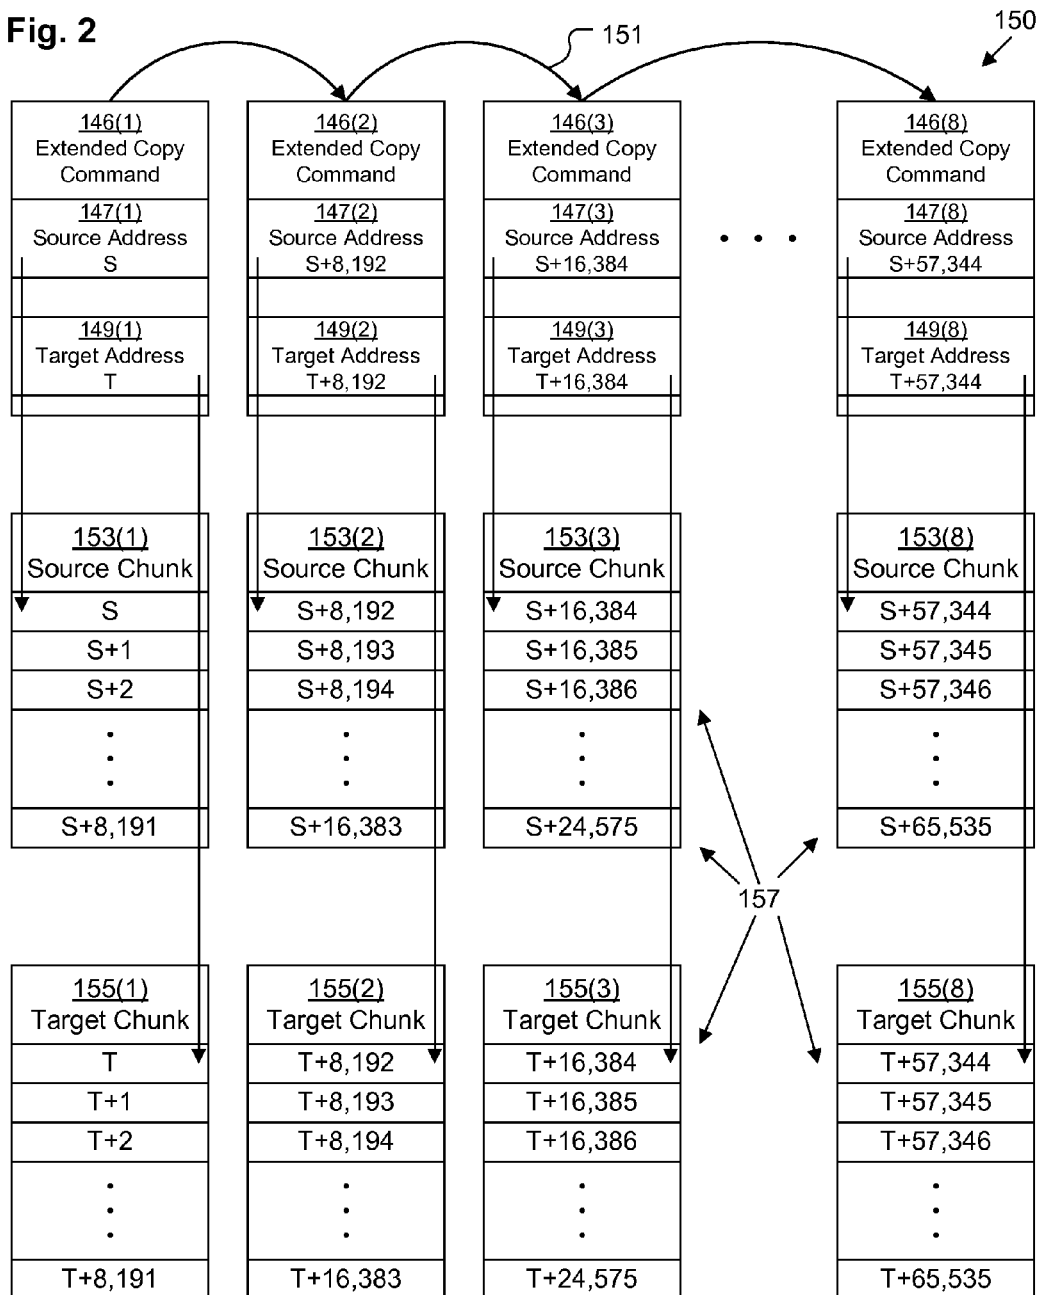 Fig. 2
151
150
146(1)
Extended Copy
Command
147(1)
Source Address
S
149(1)
Target Address
T
146(2)
Extended Copy
Command
147(2)
Source Address
S+8,192
149(2)
Target Address
T+8,192
146(3)
Extended Copy
Command
147(3)
Source Address
S+16,384
149(3)
Target Address
T+16,384
. . .
146(8)
Extended Copy
Command
147(8)
Source Address
S+57,344
149(8)
Target Address
T+57,344
153(1)
Source Chunk
S
S+1
S+2
.
.
.
S+8,191
153(2)
Source Chunk
S+8,192
S+8,193
S+8,194
.
.
.
S+16,383
153(3)
Source Chunk
S+16,384
S+16,385
S+16,386
.
.
.
S+24,575
153(8)
Source Chunk
S+57,344
S+57,345
S+57,346
.
.
.
S+65,535
157
155(1)
Target Chunk
T
T+1
T+2
.
.
.
T+8,191
155(2)
Target Chunk
T+8,192
T+8,193
T+8,194
.
.
.
T+16,383
155(3)
Target Chunk
T+16,384
T+16,385
T+16,386
.
.
.
T+24,575
155(8)
Target Chunk
T+57,344
T+57,345
T+57,346
.
.
.
T+65,535